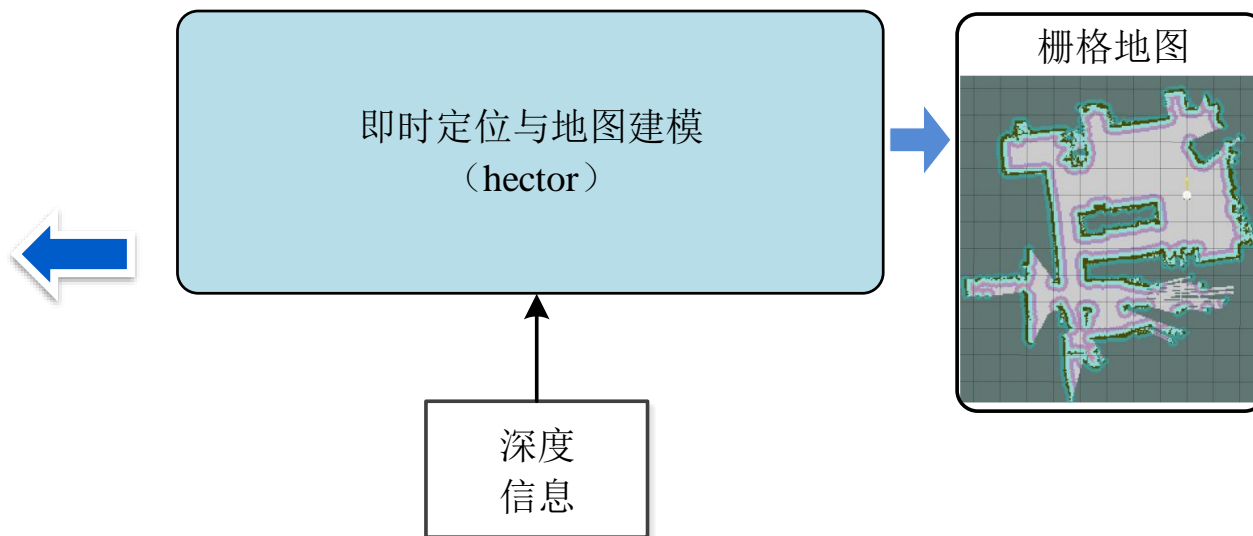 栅格地图
即时定位与地图建模
（hector）
深度
信息